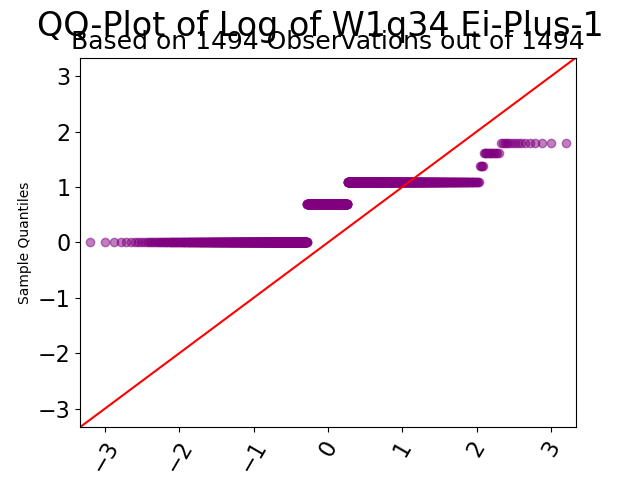 QQ-Plot of Log of W1g34 Ei-Plus-1
Based on 1494 Observations out of 1494
3
2
1
0
−1
−2
−3
Sample Quantiles
−3 −2 −1 0 1 2 3